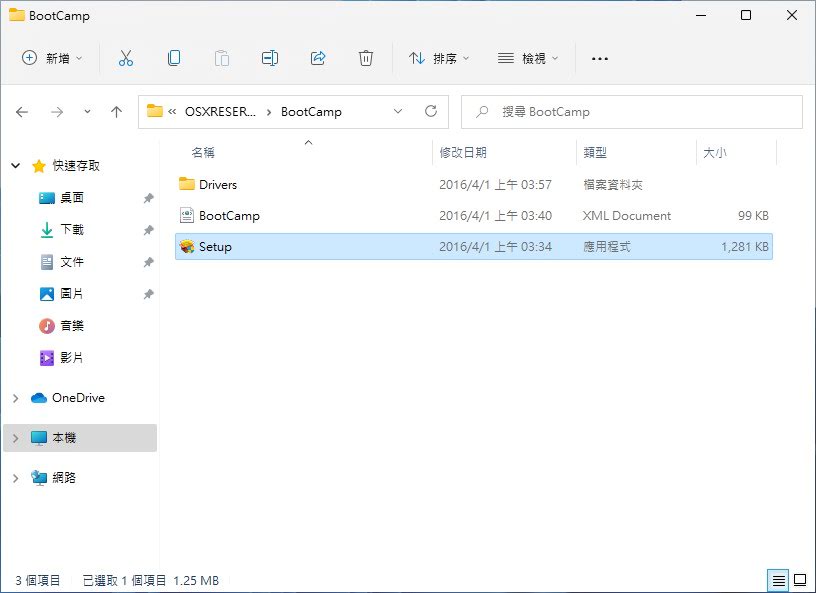 BootCamp
新增 排序 檢視
OSXRESER... BootCamp 搜尋 BootCamp
名稱 修改日期 類型 大小
快速存取
桌面
下載
文件
圖片
音樂
影片
OneDrive
本機
網路
Drivers 2016/4/1 上午 03:57 檔案資料夾
BootCamp 2016/4/1 上午 03:40 XML Document 99 KB
Setup 2016/4/1 上午 03:34 應用程式 1,281 KB
3 個項目 已選取 1 個項目 1.25 MB